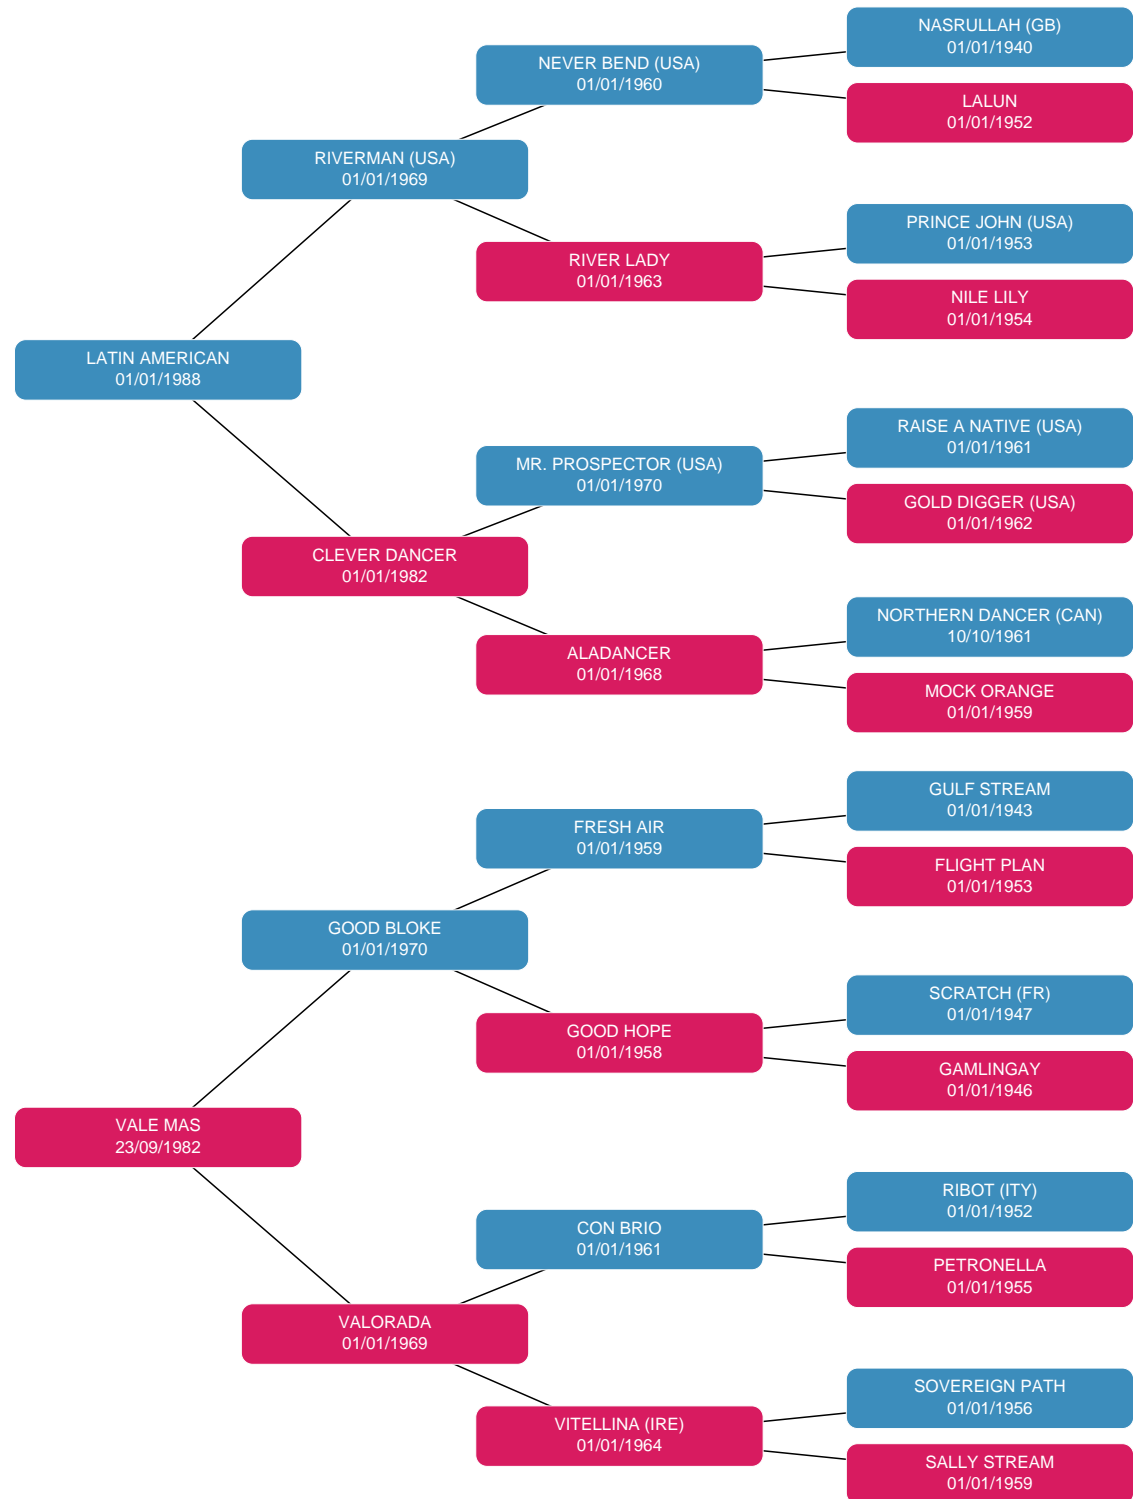 NASRULLAH (GB)
01/01/1940
NEVER BEND (USA)
01/01/1960
LALUN
01/01/1952
RIVERMAN (USA)
01/01/1969
PRINCE JOHN (USA)
01/01/1953
RIVER LADY
01/01/1963
NILE LILY
01/01/1954
LATIN AMERICAN
01/01/1988
RAISE A NATIVE (USA)
01/01/1961
MR. PROSPECTOR (USA)
01/01/1970
GOLD DIGGER (USA)
01/01/1962
CLEVER DANCER
01/01/1982
NORTHERN DANCER (CAN)
10/10/1961
ALADANCER
01/01/1968
MOCK ORANGE
01/01/1959
GULF STREAM
01/01/1943
FRESH AIR
01/01/1959
FLIGHT PLAN
01/01/1953
GOOD BLOKE
01/01/1970
SCRATCH (FR)
01/01/1947
GOOD HOPE
01/01/1958
GAMLINGAY
01/01/1946
VALE MAS
23/09/1982
RIBOT (ITY)
01/01/1952
CON BRIO
01/01/1961
PETRONELLA
01/01/1955
VALORADA
01/01/1969
SOVEREIGN PATH
01/01/1956
VITELLINA (IRE)
01/01/1964
SALLY STREAM
01/01/1959